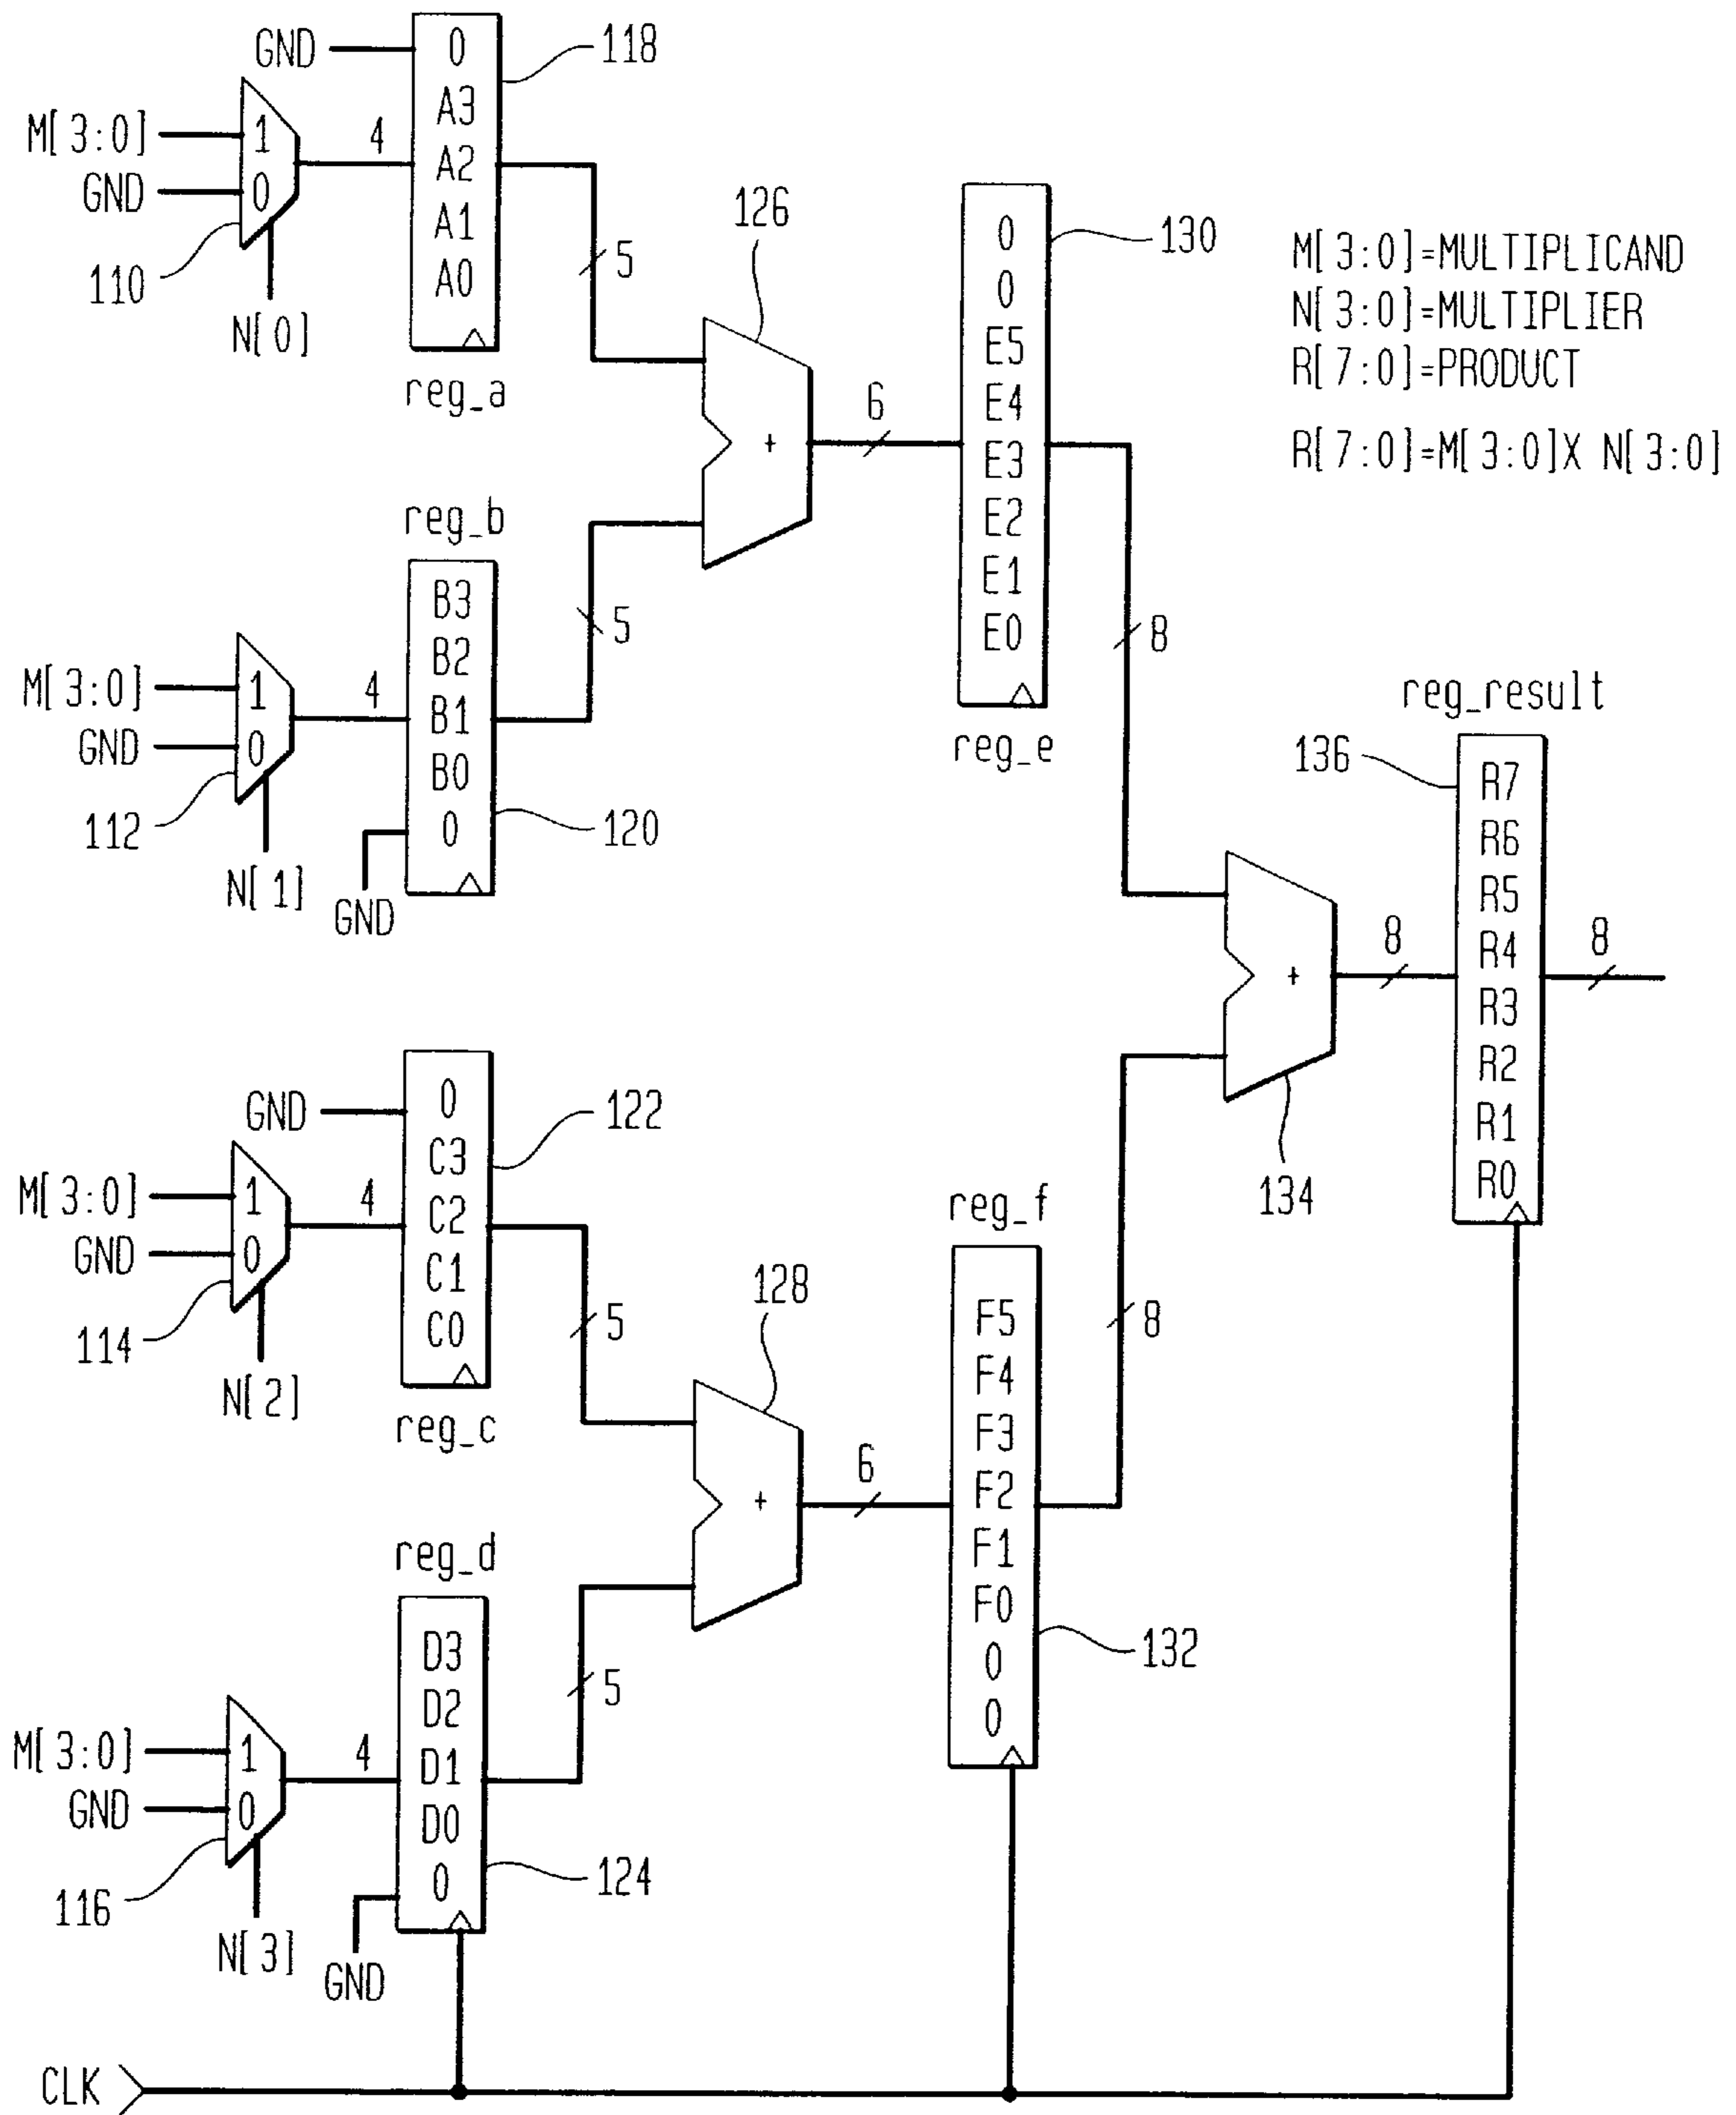 GND
0
118
M[3:0]
1
4
A3
A2
GND
0
A1
A0
110
N[0]
reg_a
5
126
0
130
0
E5
E4
E3
E2
E1
E0
reg_e
6
+
8
M[3:0]=MULTIPLICAND
N[3:0]=MULTIPLIER
R[7:0]=PRODUCT
R[7:0]=M[3:0]X N[3:0]
reg_b
B3
B2
B1
B0
0
120
M[3:0]
1
4
GND
0
112
N[1]
GND
5
reg_result
136
R7
R6
R5
R4
R3
R2
R1
R0
8
8
+
134
GND
0
122
C3
C2
C1
C0
M[3:0]
1
4
GND
0
114
N[2]
reg_c
5
128
+
6
reg_f
F5
F4
F3
F2
F1
F0
0
0
132
8
reg_d
D3
D2
D1
D0
0
124
M[3:0]
1
4
GND
0
116
N[3]
GND
5
CLK